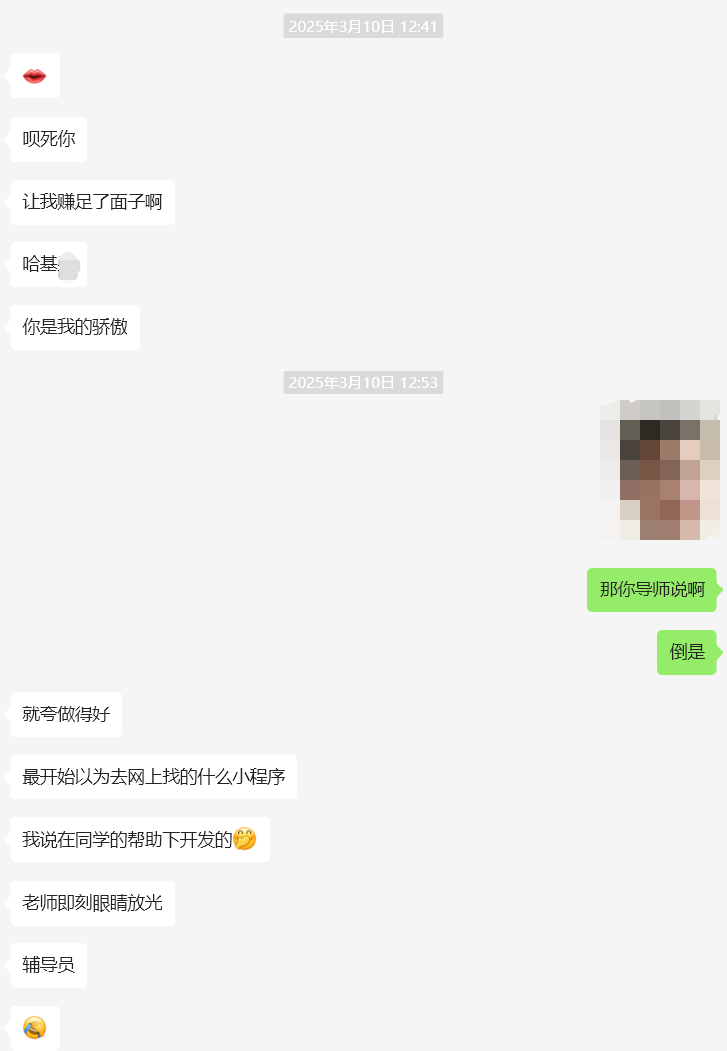 2025年3月10日 12:41
👄
呗死你
让我赚足了面子啊
哈基
你是我的骄傲
2025年3月10日 12:53
那你导师说啊
倒是
就夸做得好
最开始以为去网上找的什么小程序
我说在同学的帮助下开发的🤭
老师即刻眼睛放光
辅导员
🤣